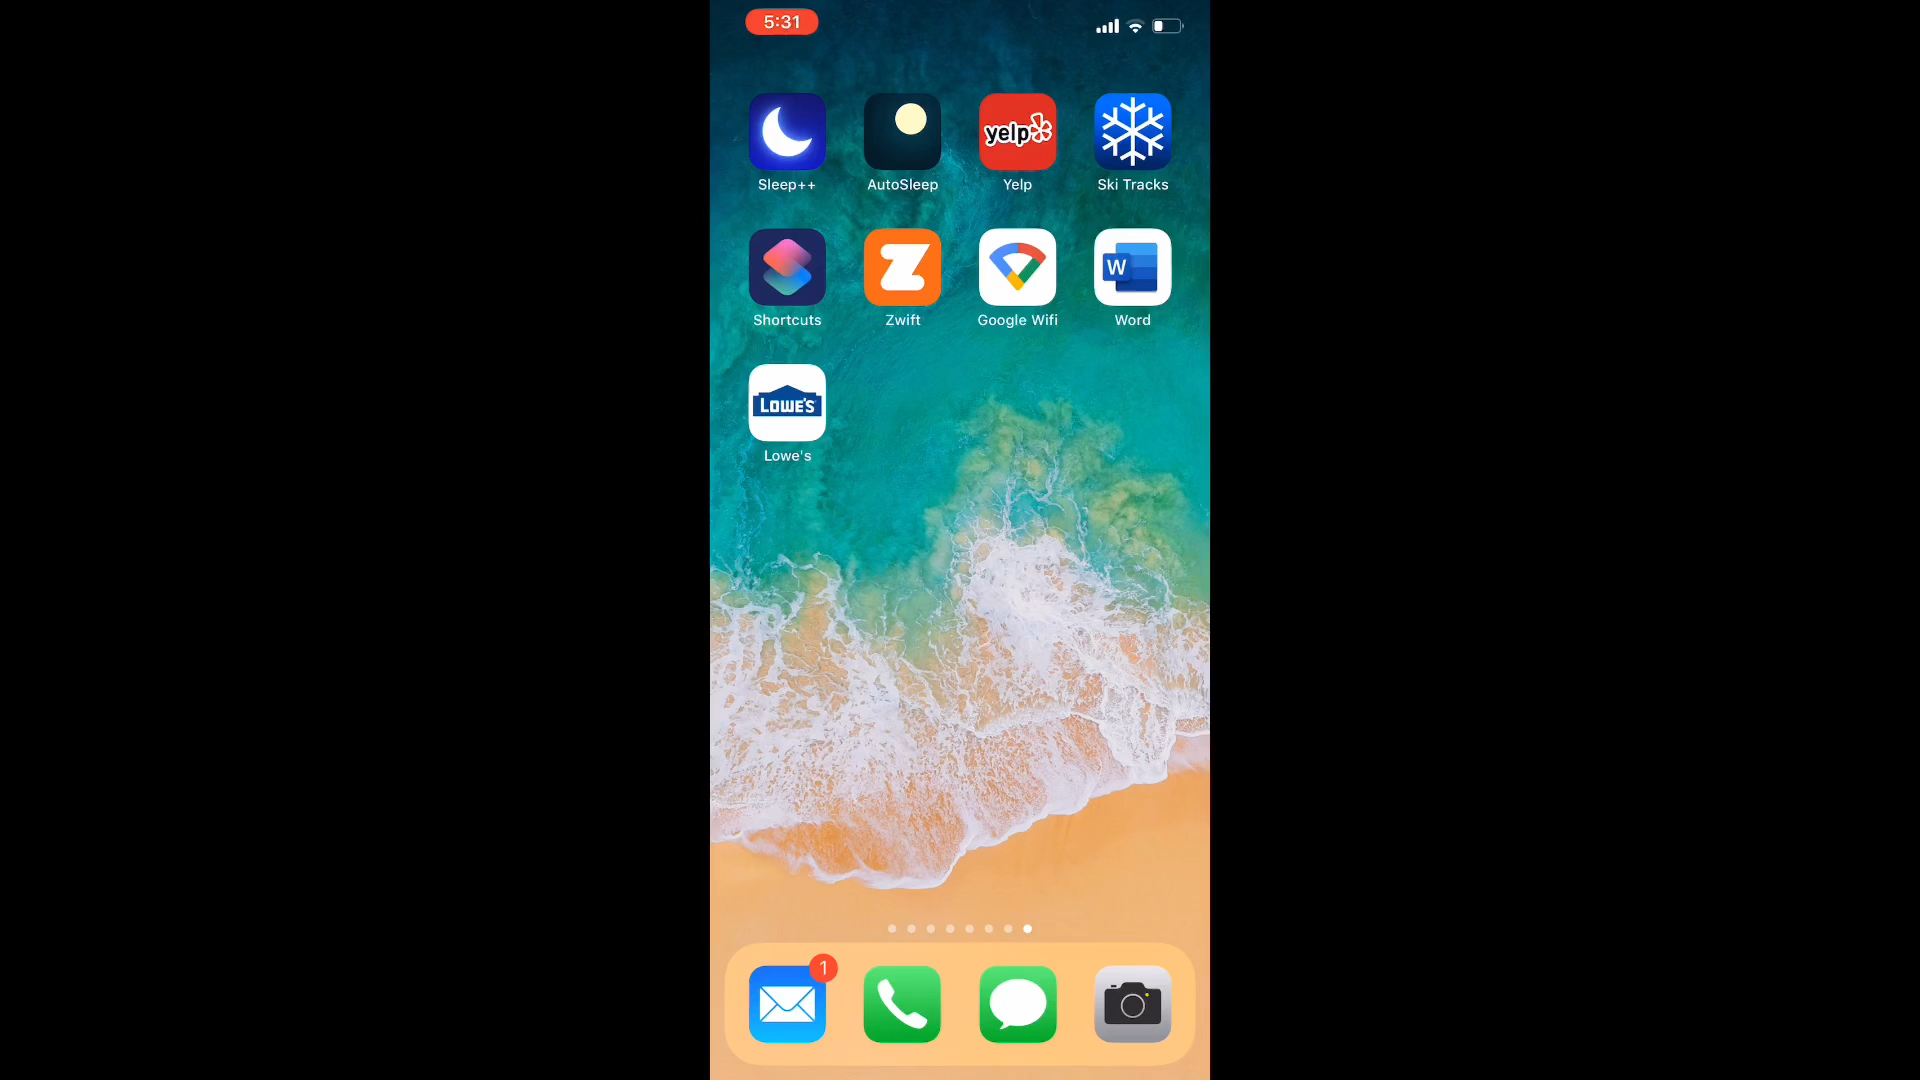 5:31
yelp
Sleep++ AutoSleep Yelp Ski Tracks
W
Shortcuts Zwift Google Wifi Word
LOWE'S
Lowe's
1